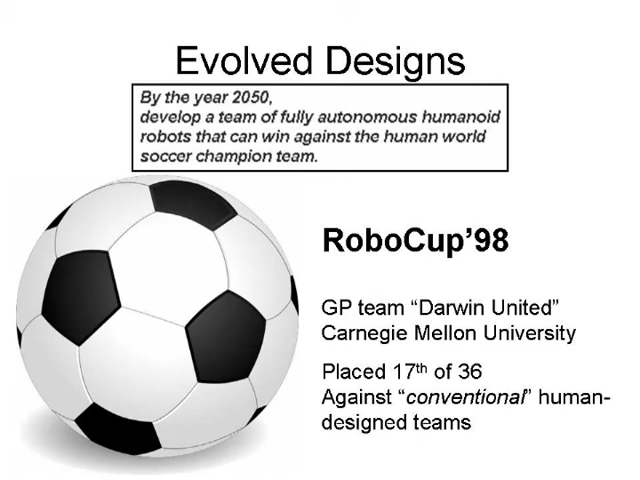 Evolved Designs
By the year 2050,
develop a team of fully autonomous humanoid
robots that can win against the human world
soccer champion team.
RoboCup’98
GP team “Darwin United”
Carnegie Mellon University
Placed 17th of 36
Against “conventional” human-
designed teams